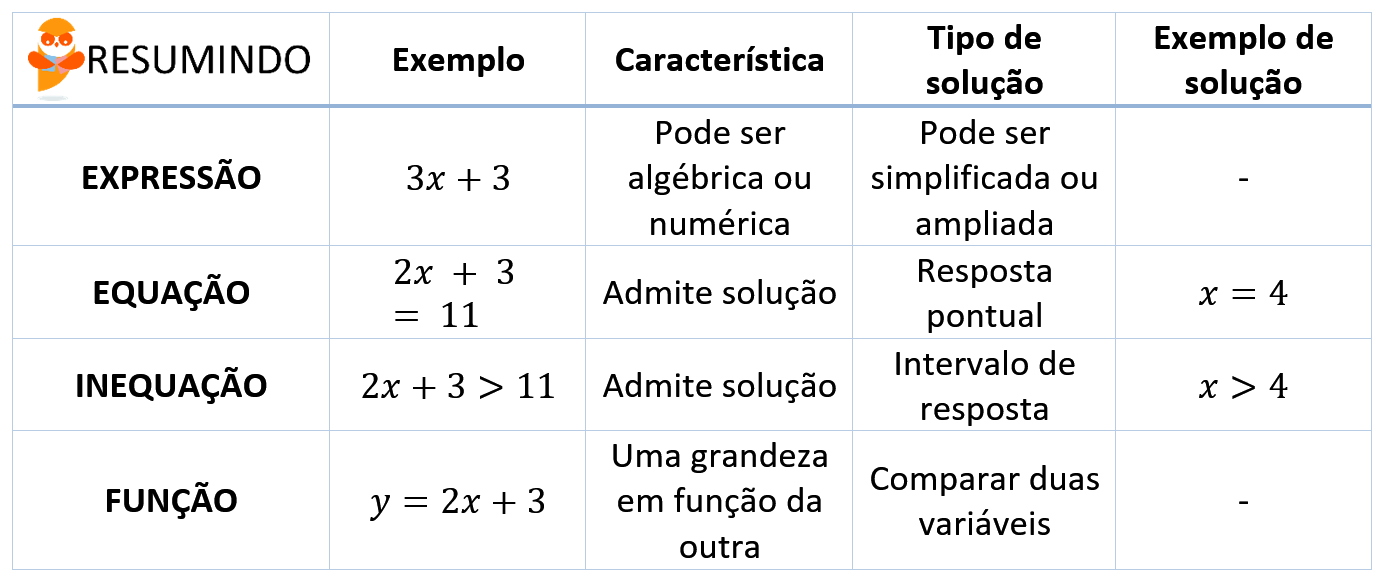 RESUMINDO
Exemplo
Característica
Tipo de
solução
Exemplo de
solução
EXPRESSÃO
3x + 3
Pode ser
algébrica ou
numérica
Pode ser
simplificada ou
ampliada
-
EQUAÇÃO
2x + 3
= 11
Admite solução
Resposta
pontual
x = 4
INEQUAÇÃO
2x + 3 > 11
Admite solução
Intervalo de
resposta
x > 4
FUNÇÃO
y = 2x + 3
Uma grandeza
em função da
outra
Comparar duas
variáveis
-